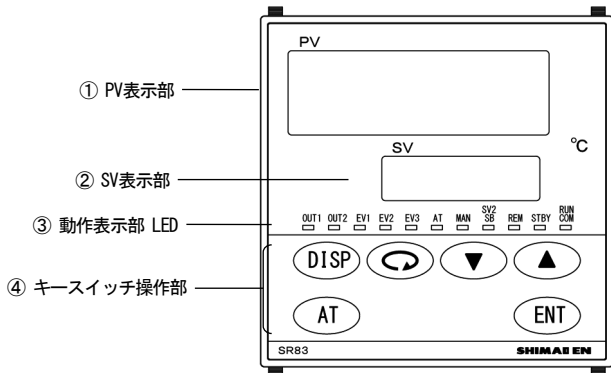 PV
① PV表示部
℃
SV
② SV表示部
③ 動作表示部 LED
OUT1 OUT2 EV1 EV2 EV3 AT MAN SV2 SB REM STBY RUN COM
DISP
④ キースイッチ操作部
AT ENT
SR83 SHIMADEN